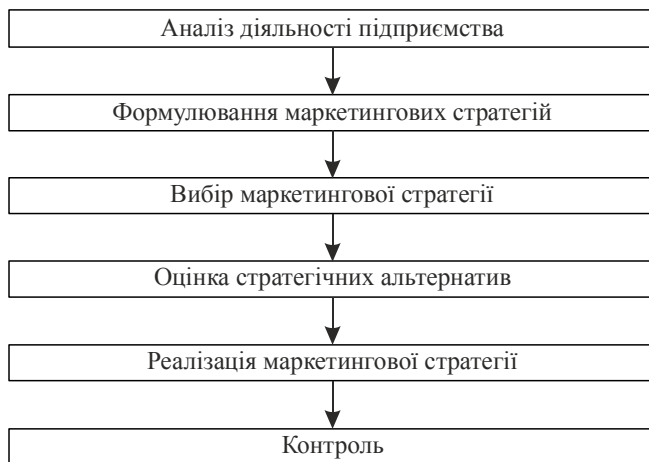 Аналіз діяльності підприємства
Формулювання маркетингових стратегій
Вибір маркетингової стратегії
Оцінка стратегічних альтернатив
Реалізація маркетингової стратегії
Контроль